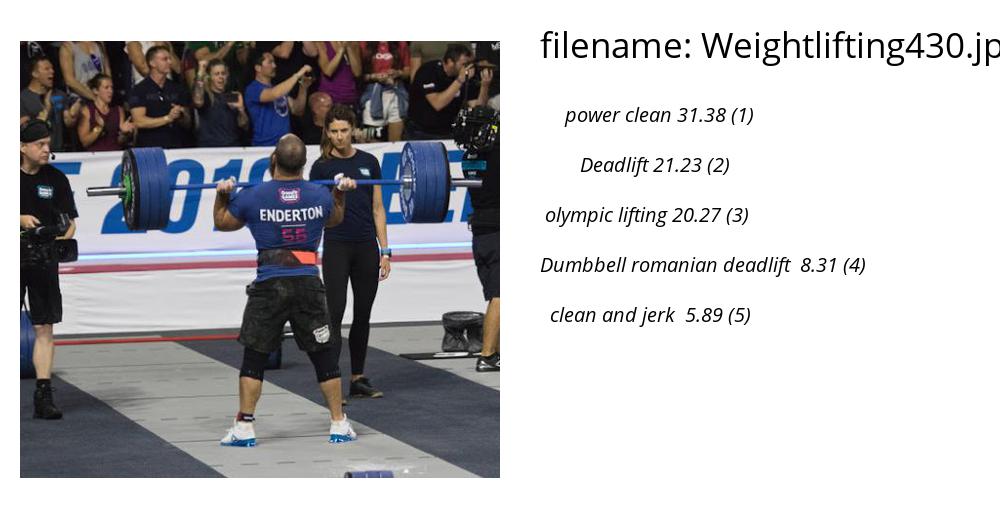 filename: Weightlifting430.jp
power clean 31.38 (1)
Deadlift 21.23 (2)
olympic lifting 20.27 (3)
Dumbbell romanian deadlift 8.31 (4)
clean and jerk 5.89 (5)
2019
ENDERTON
55